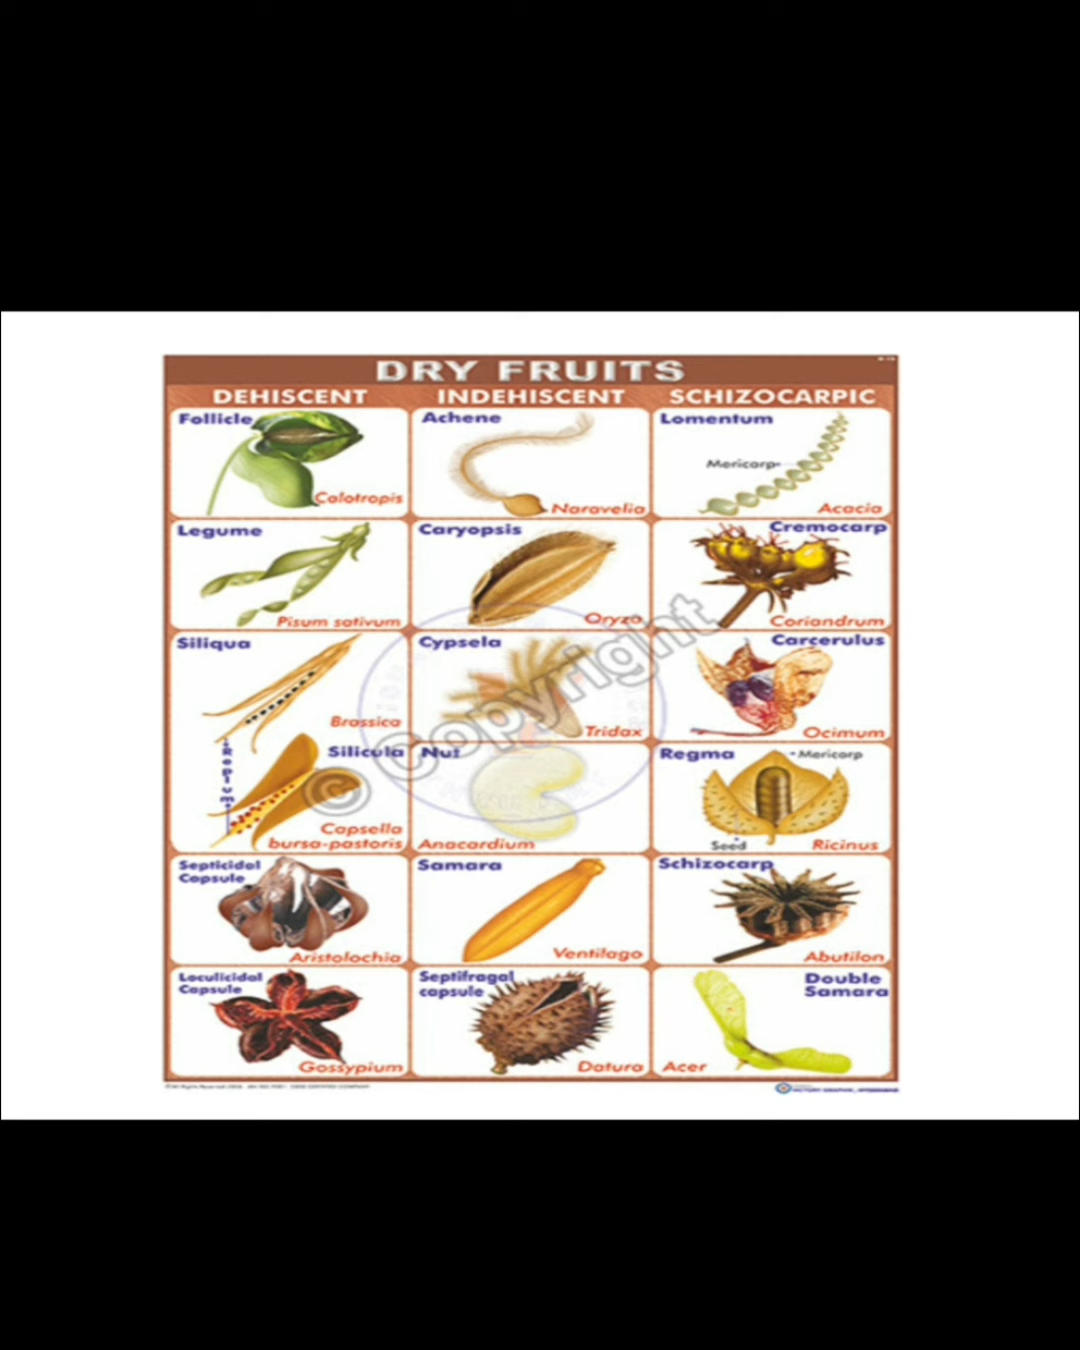 DRY FRUITS
DEHISCENT INDEHISCENT SCHIZOCARPIC
Follicle
Calotropis
Achene
Naravelia
Lomentum
Mericarp
Acacia
Legume
Pisum sativum
Caryopsis
Oryza
Cremocarp
Coriandrum
Siliqua
Brassica
Cypsela
Tridax
Carcerulus
Ocimum
Replum
Silicula
Capsella
bursa-pastoris
Nut
Anacardium
Regma
Mericarp
Seed
Ricinus
Septicidal
Capsule
Aristolochia
Samara
Ventilago
Schizocarp
Abutilon
Loculicidal
Capsule
Gossypium
Septifragal
capsule
Datura
Double
Samara
Acer
© Copyright